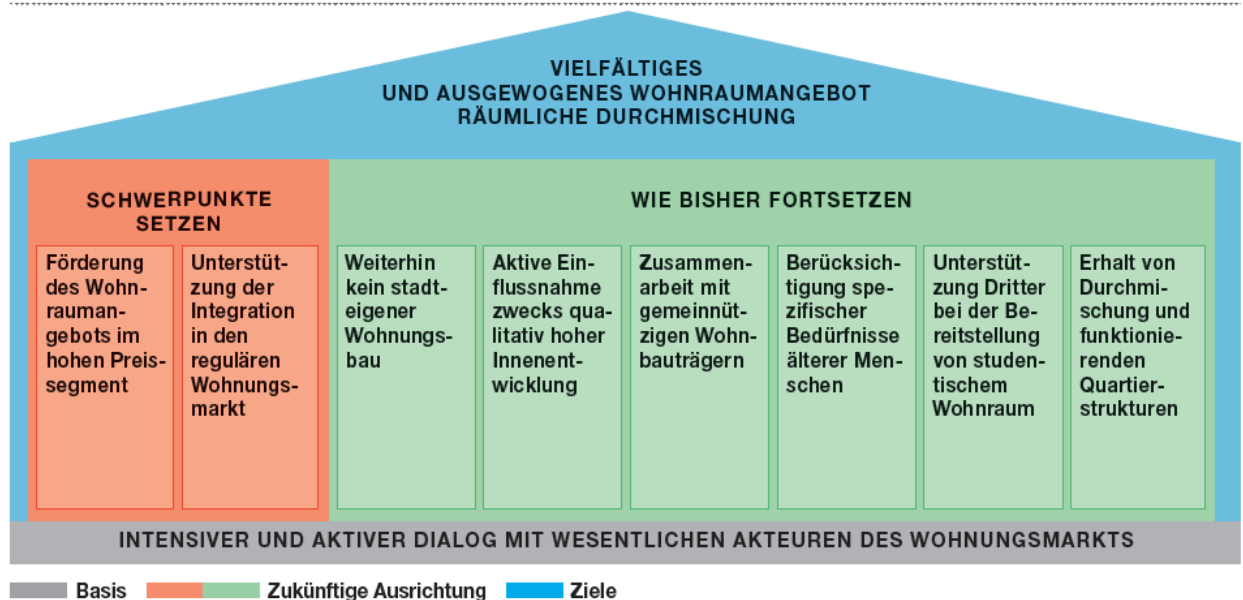 VIELFÄLTIGES
UND AUSGEWOGENES WOHNRAUMANGEBOT
RÄUMLICHE DURCHMISCHUNG
SCHWERPUNKTE
SETZEN
Förderung
des Wohn-
rauman-
gebots im
hohen Preis-
segment
Unterstüt-
zung der
Integration
in den
regulären
Wohnungs-
markt
WIE BISHER FORTSETZEN
Weiterhin
kein stadt-
eigener
Wohnungs-
bau
Aktive Ein-
flussnahme
zwecks qua-
litativ hoher
Innenent-
wicklung
Zusammen-
arbeit mit
gemeinnüt-
zigen Wohn-
bauträgern
Berücksich-
tigung spe-
zifischer
Bedürfnisse
älterer Men-
schen
Unterstüt-
zung Dritter
bei der Be-
reitstellung
von studen-
tischem
Wohnraum
Erhalt von
Durchmi-
schung und
funktionie-
renden
Quartier-
strukturen
INTENSIVER UND AKTIVER DIALOG MIT WESENTLICHEN AKTEUREN DES WOHNUNGSMARKTS
Basis Zukünftige Ausrichtung Ziele